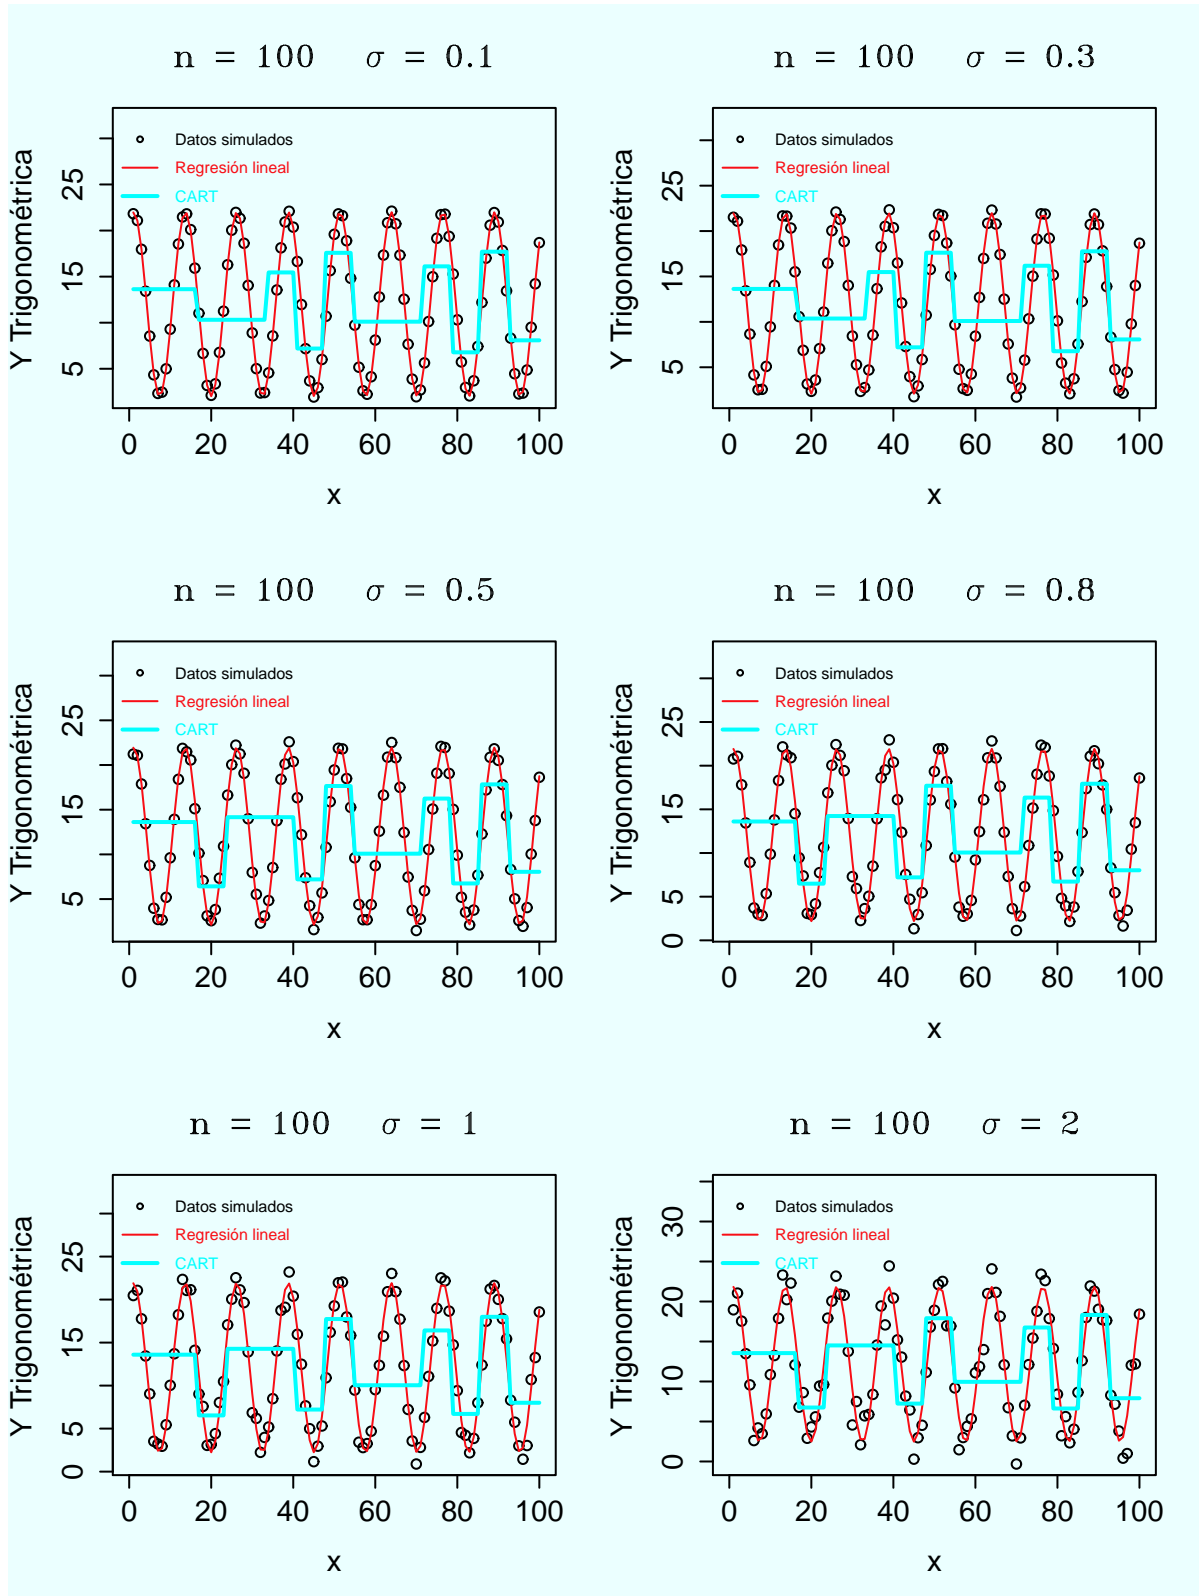 n = 100 σ = 0.1
Datos simulados
Regresión lineal
CART
Y Trigonométrica
5 15 25
0 20 40 60 80 100
x
n = 100 σ = 0.3
Datos simulados
Regresión lineal
CART
Y Trigonométrica
5 15 25
0 20 40 60 80 100
x
n = 100 σ = 0.5
Datos simulados
Regresión lineal
CART
Y Trigonométrica
5 15 25
0 20 40 60 80 100
x
n = 100 σ = 0.8
Datos simulados
Regresión lineal
CART
Y Trigonométrica
0 5 15 25
0 20 40 60 80 100
x
n = 100 σ = 1
Datos simulados
Regresión lineal
CART
Y Trigonométrica
0 5 15 25
0 20 40 60 80 100
x
n = 100 σ = 2
Datos simulados
Regresión lineal
CART
Y Trigonométrica
0 10 20 30
0 20 40 60 80 100
x